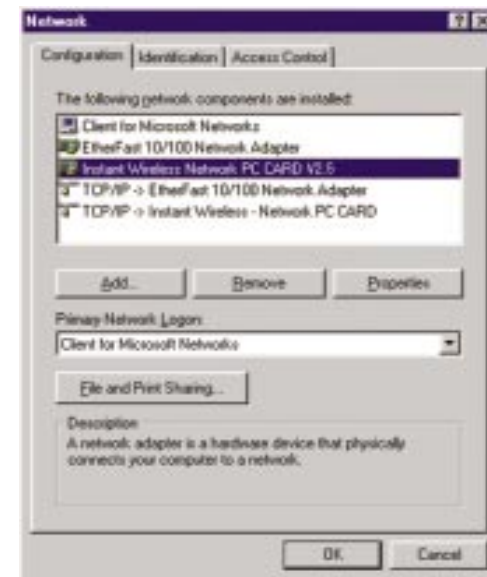 Network
Configuration Identification Access Control
The following network components are installed:
Client for Microsoft Networks
EtherFast 10/100 Network Adapter
Instant Wireless Network PC CARD V2.5
TCP/IP -> EtherFast 10/100 Network Adapter
TCP/IP -> Instant Wireless - Network PC CARD
Add...
Remove
Properties
Primary Network Logon:
Client for Microsoft Networks
File and Print Sharing...
Description
A network adapter is a hardware device that physically
connects your computer to a network.
OK
Cancel